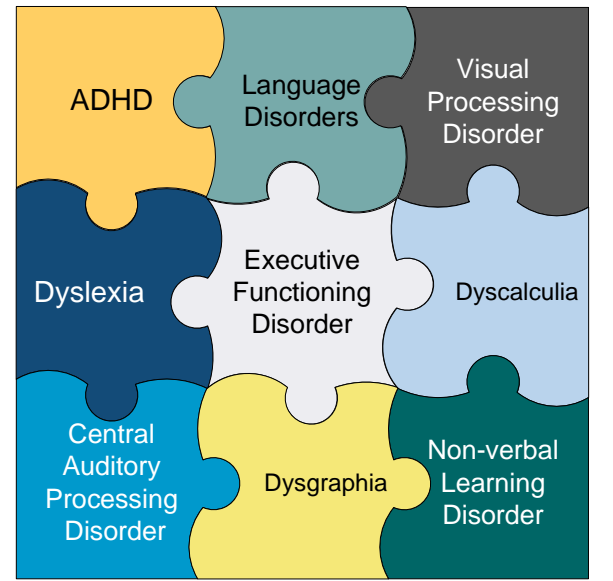 ADHD
Language
Disorders
Visual
Processing
Disorder
Dyslexia
Executive
Functioning
Disorder
Dyscalculia
Central
Auditory
Processing
Disorder
Dysgraphia
Non-verbal
Learning
Disorder